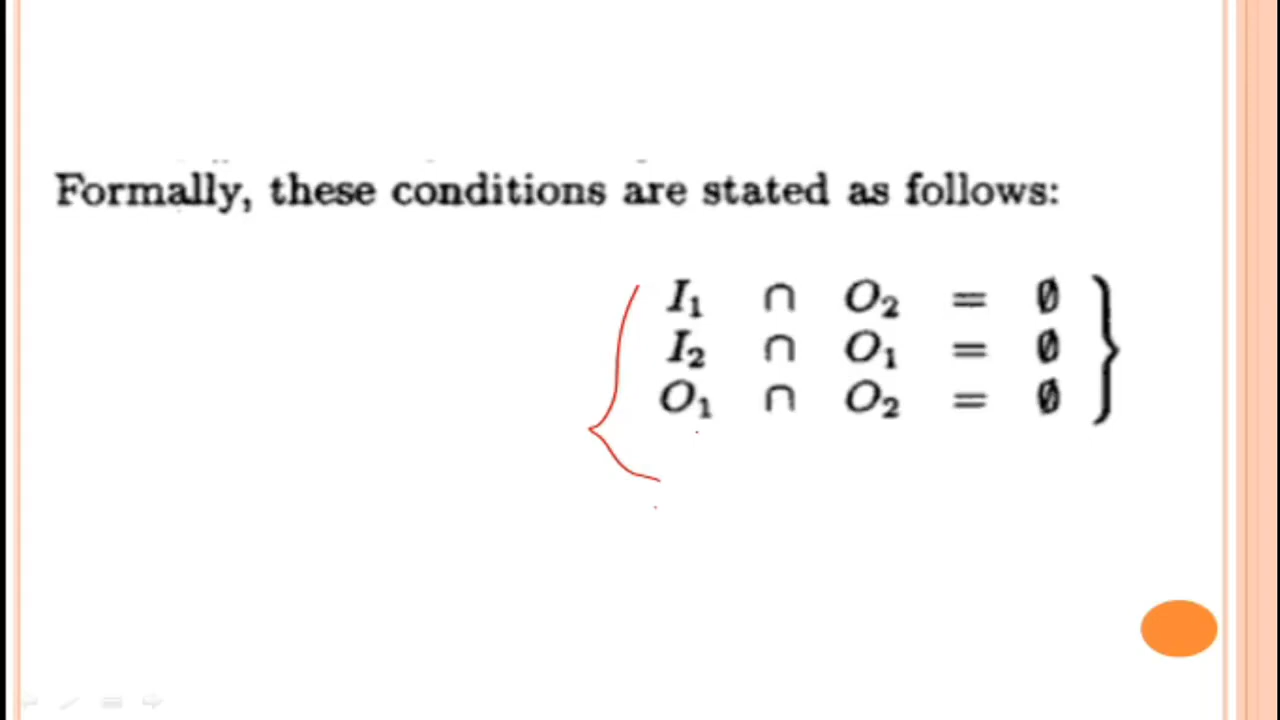 Formally, these conditions are stated as follows:
I₁ ∩ O₂ = ∅
I₂ ∩ O₁ = ∅
O₁ ∩ O₂ = ∅